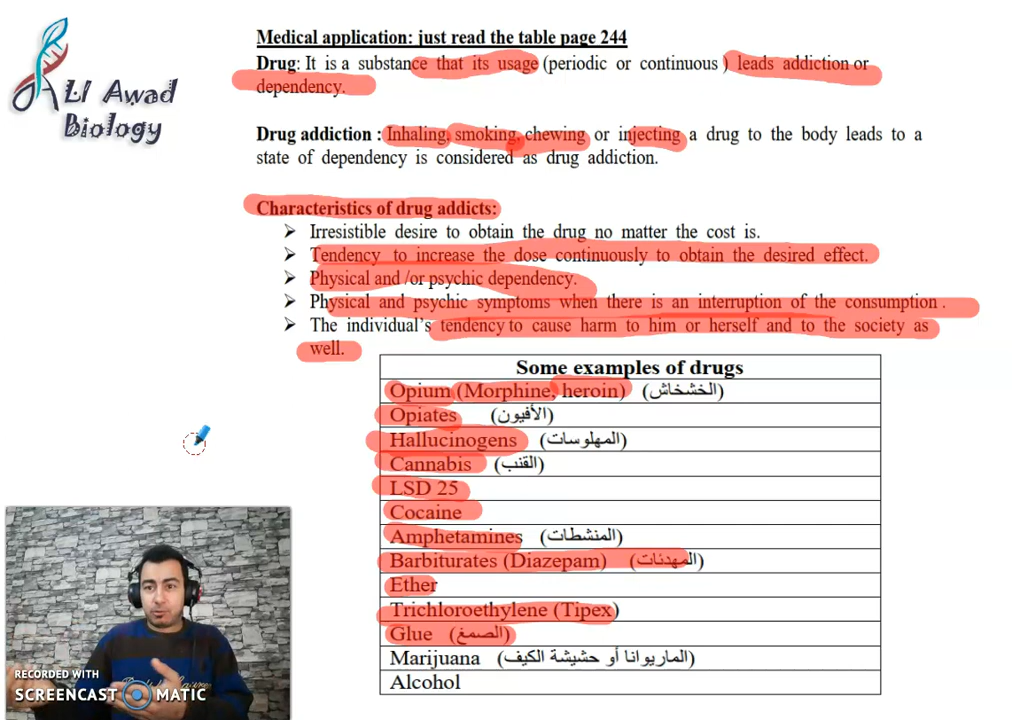 ALI Awad
Biology
Medical application: just read the table page 244
Drug: It is a substance that its usage (periodic or continuous ) leads addiction or
dependency.
Drug addiction : Inhaling, smoking, chewing or injecting a drug to the body leads to a
state of dependency is considered as drug addiction.
Characteristics of drug addicts:
➢ Irresistible desire to obtain the drug no matter the cost is.
➢ Tendency to increase the dose continuously to obtain the desired effect.
➢ Physical and /or psychic dependency.
➢ Physical and psychic symptoms when there is an interruption of the consumption .
➢ The individual's tendency to cause harm to him or herself and to the society as
well.
Some examples of drugs
Opium (Morphine, heroin) (الخشخاش)
Opiates (الأفيون)
Hallucinogens (المهلوسات)
Cannabis (القنب)
LSD 25
Cocaine
Amphetamines (المنشطات)
Barbiturates (Diazepam) (المهدئات)
Ether
Trichloroethylene (Tipex)
Glue (الصمغ)
Marijuana (الماريوانا أو حشيشة الكيف)
Alcohol
RECORDED WITH
SCREENCAST MATIC